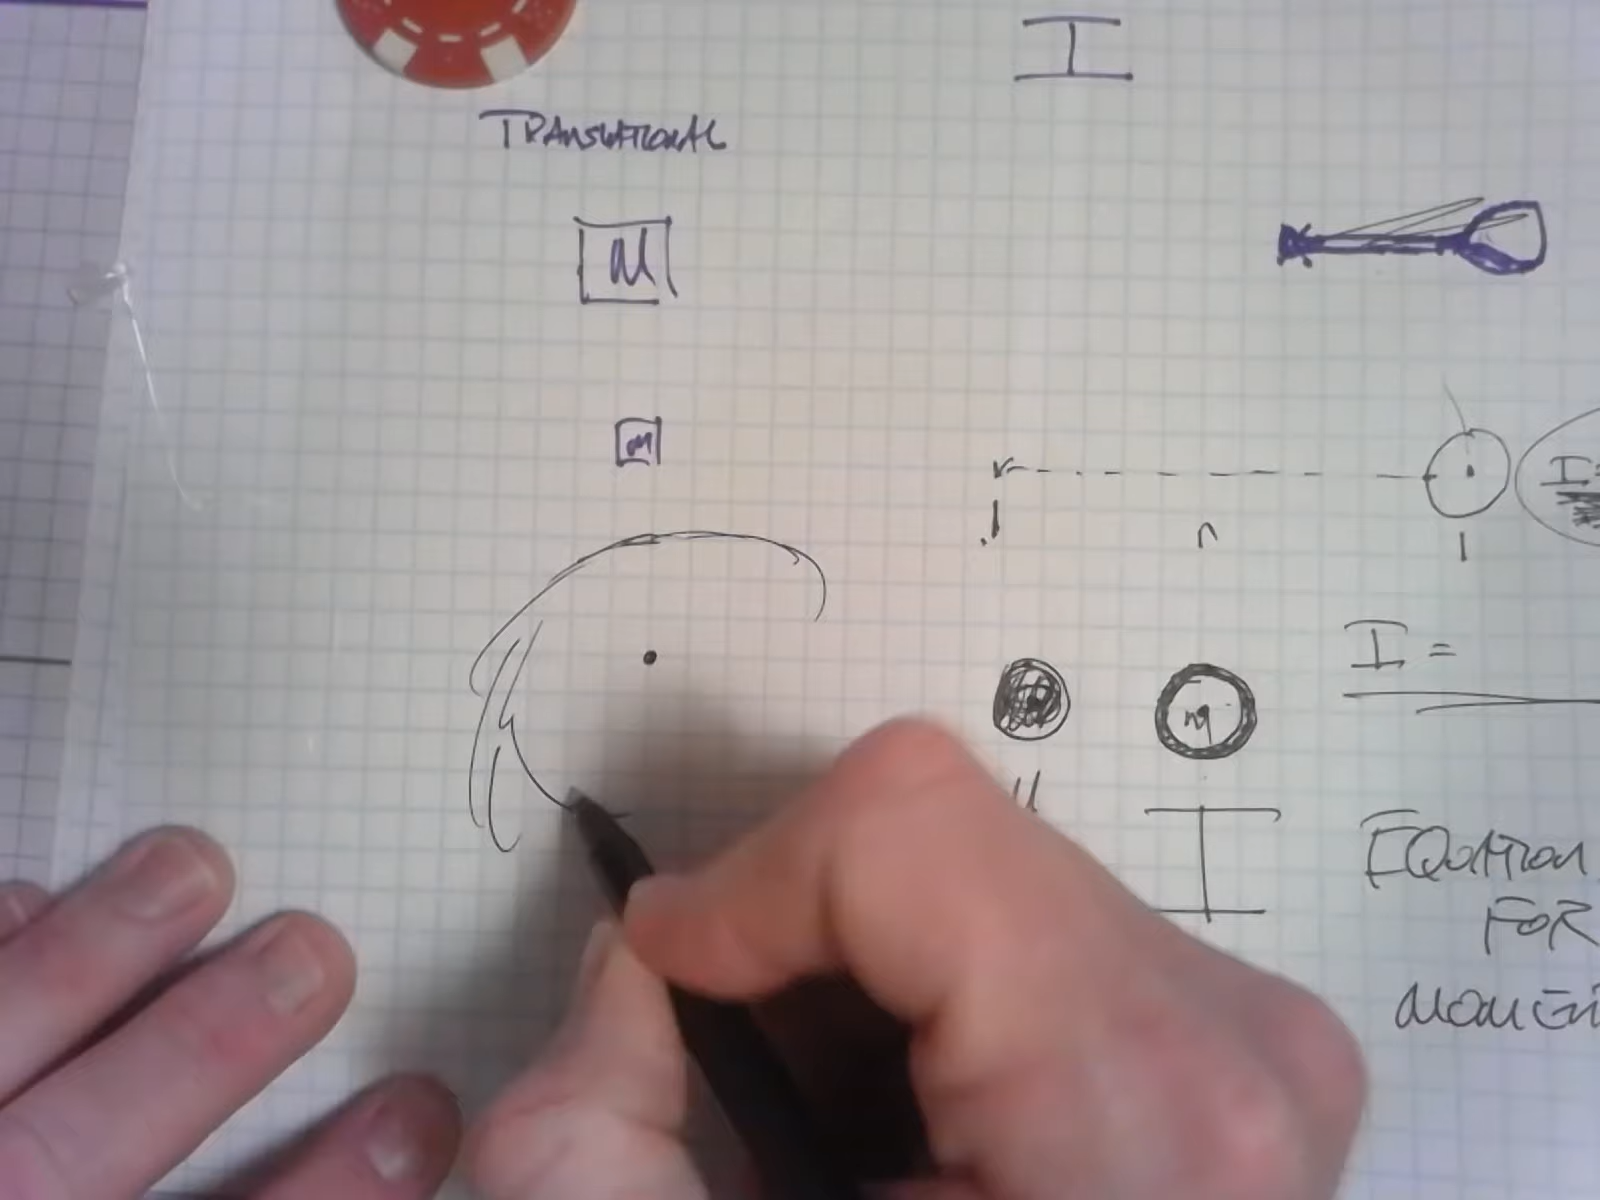 I
TRANSLATIONAL
M
M
r
I =
I =
M
I
EQUATION
FOR